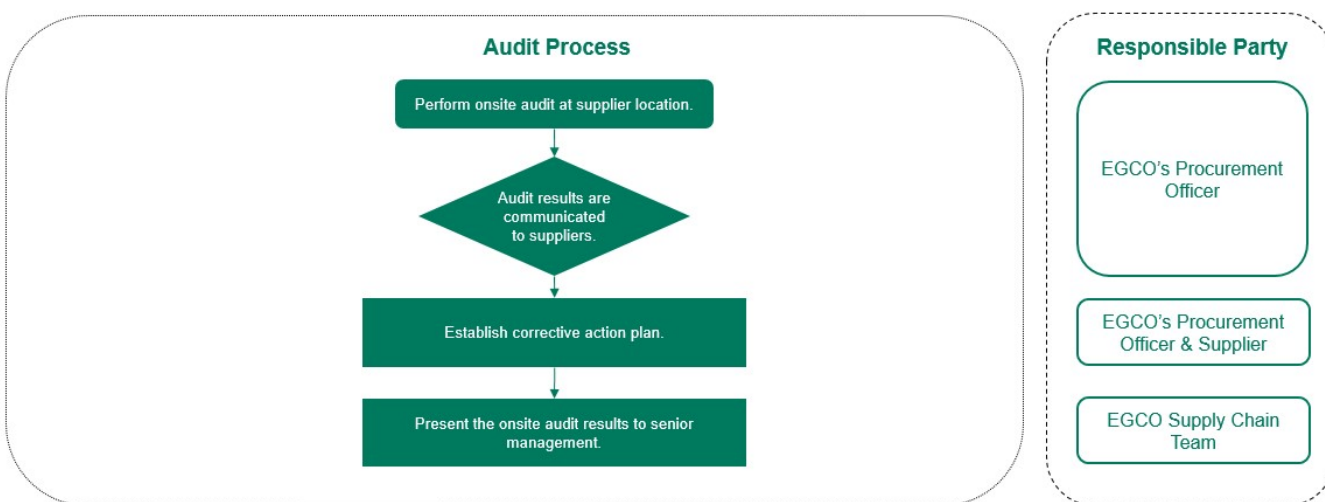 Audit Process
Perform onsite audit at supplier location.
Audit results are
communicated
to suppliers.
Establish corrective action plan.
Present the onsite audit results to senior
management.
Responsible Party
EGCO’s Procurement
Officer
EGCO’s Procurement
Officer & Supplier
EGCO Supply Chain
Team